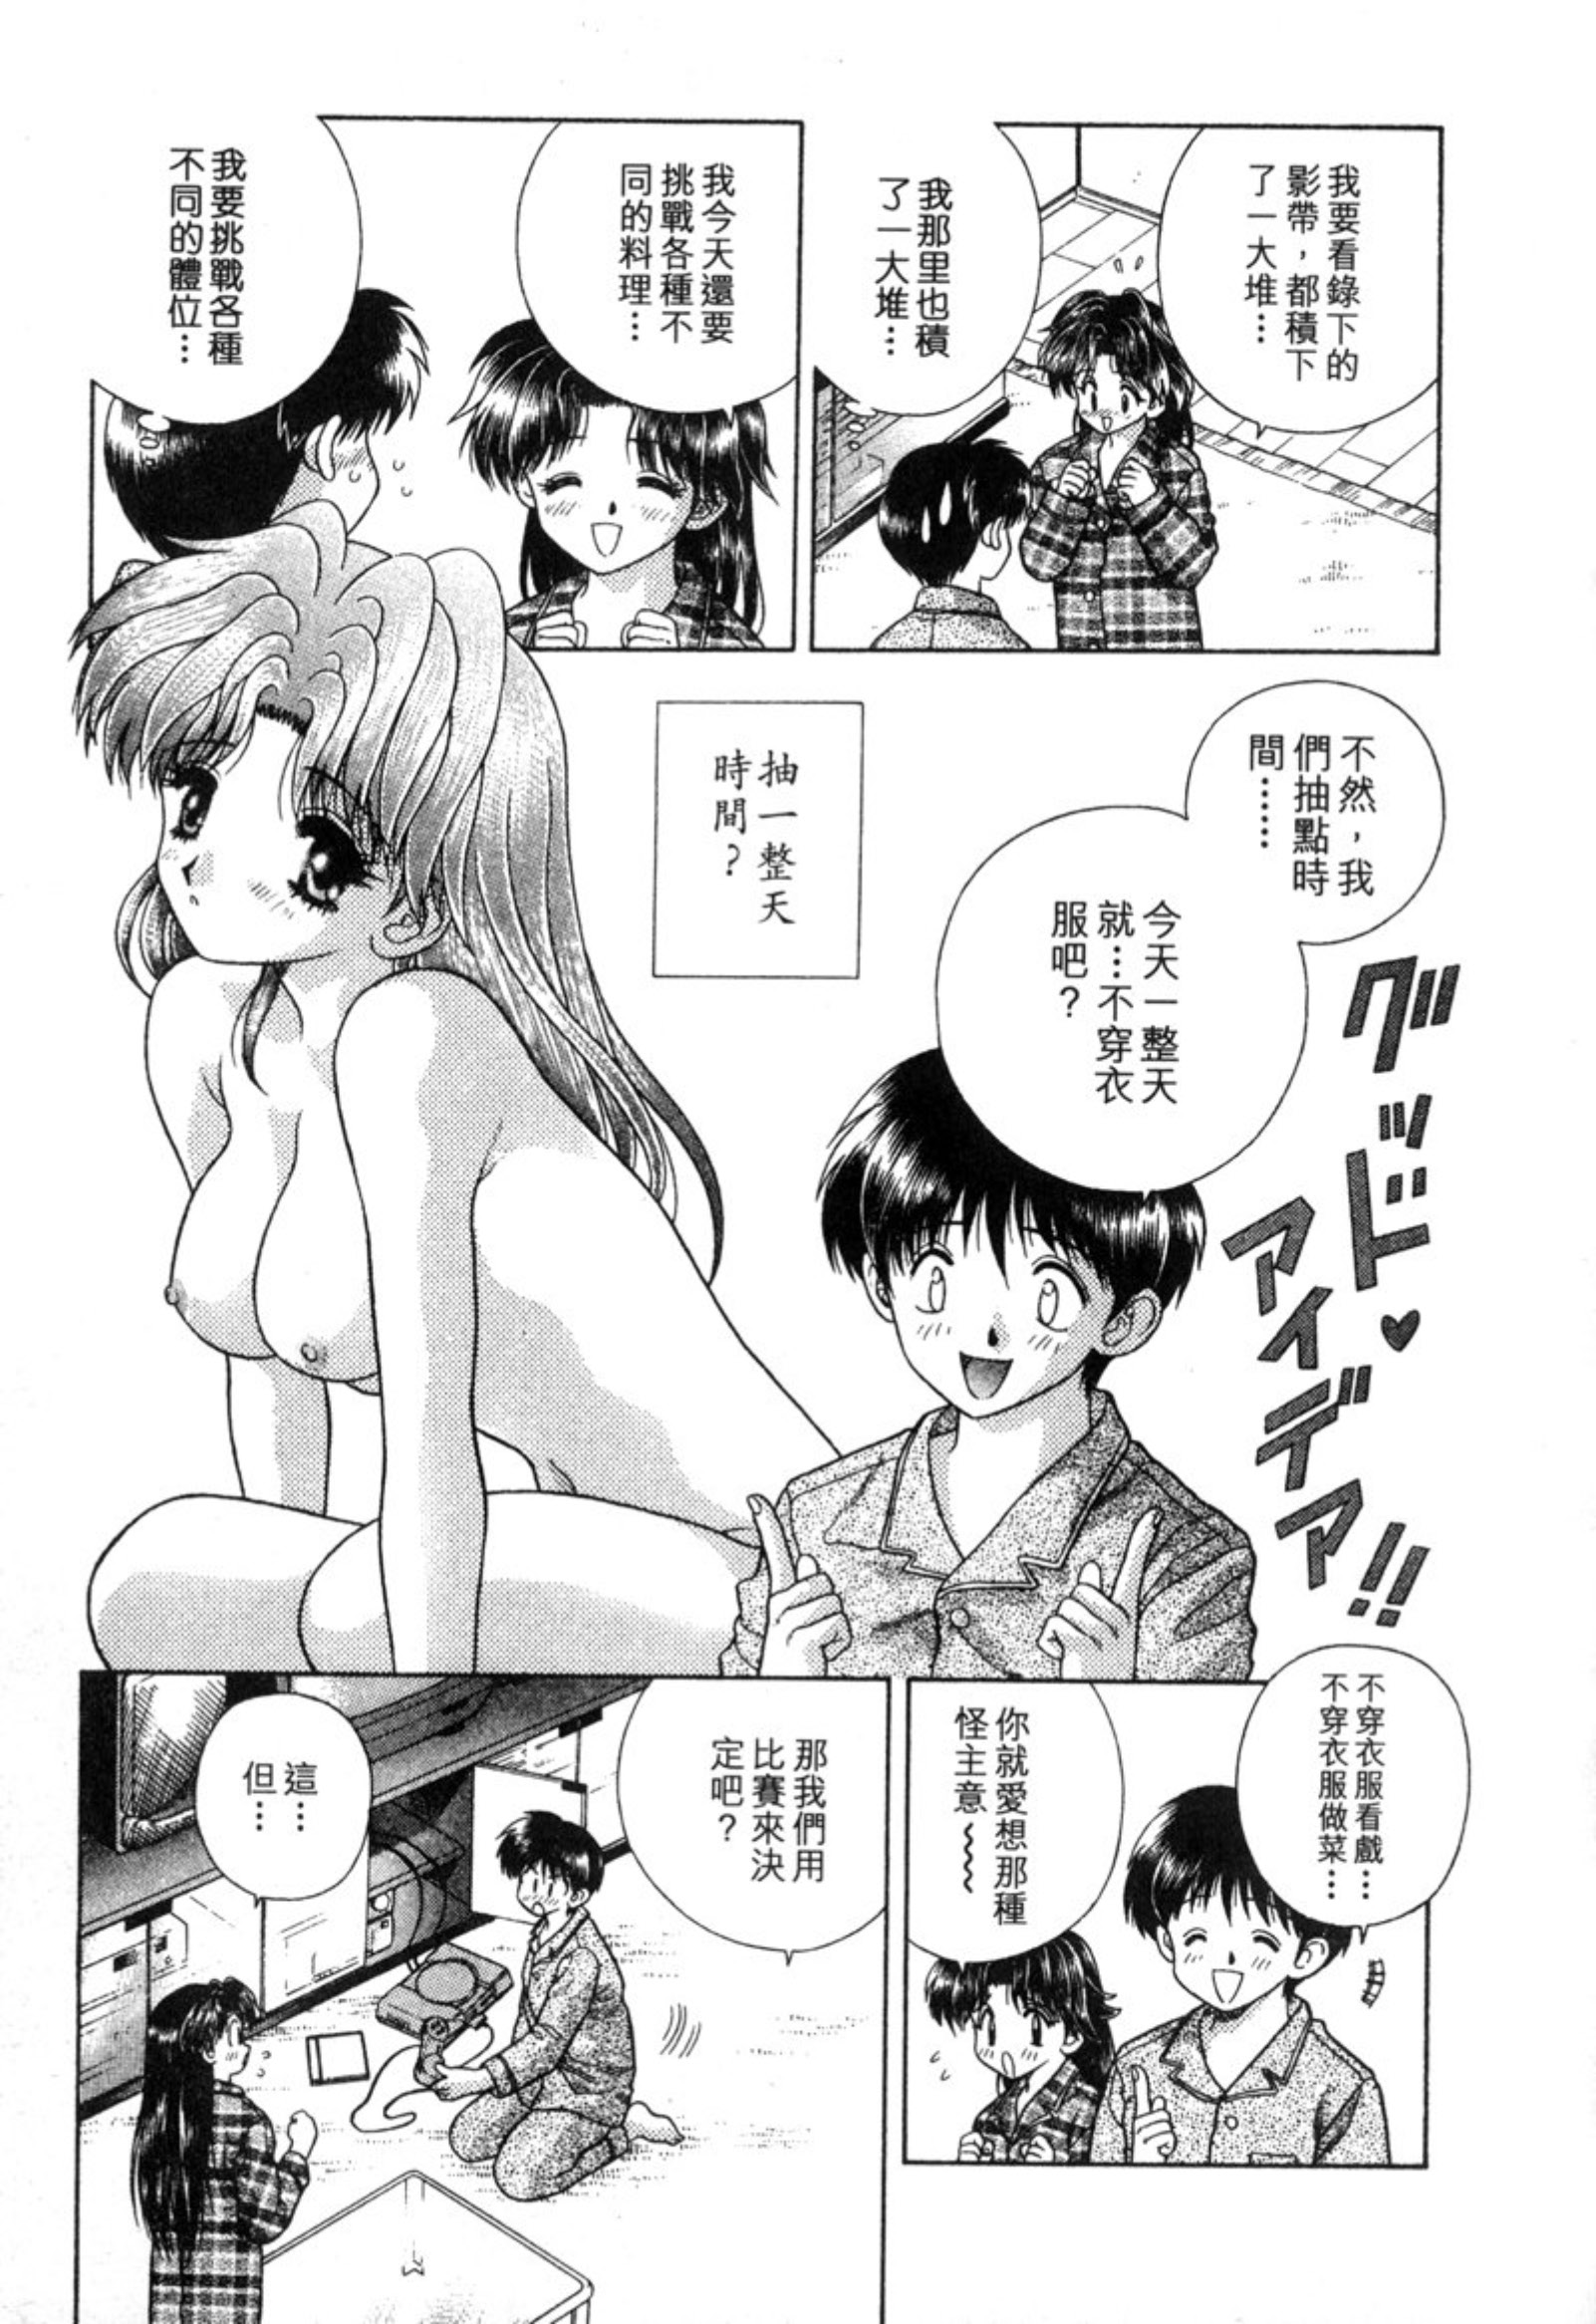 我要看錄下的
影帶，都積下
了一大堆…
我那里也積
了一大堆…
我今天還要
挑戰各種不
同的料理…
我要挑戰各種
不同的體位…
不然，我
們抽點時
間……
今天一整天
就…不穿衣
服吧？
グッド
アイデア!!
抽一整天
時間？
不穿衣服看戲…
不穿衣服做菜…
你就愛想那種
怪主意~~~
那我們用
比賽來決
定吧？
這…
但…